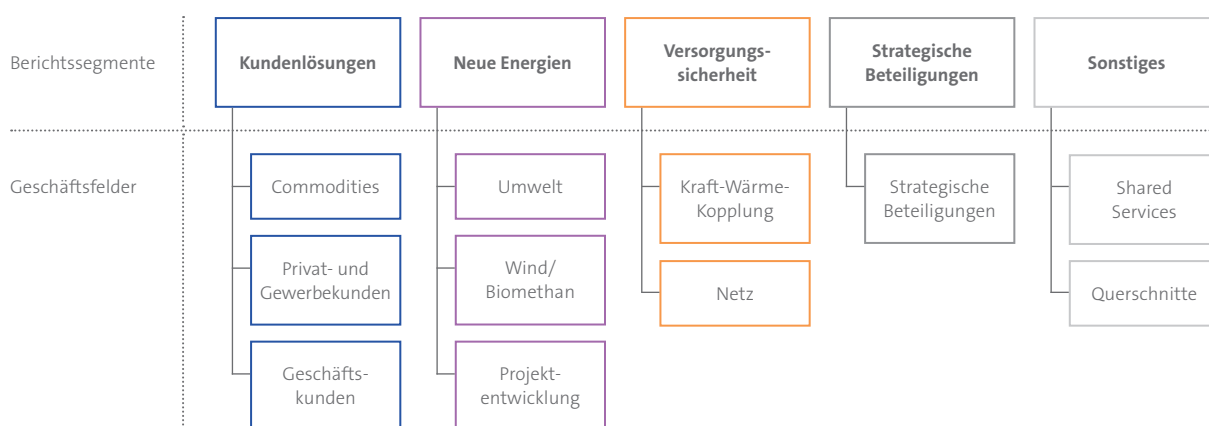 Berichtssegmente
Kundenlösungen
Neue Energien
Versorgungs-
sicherheit
Strategische
Beteiligungen
Sonstiges
Geschäftsfelder
Commodities
Umwelt
Kraft-Wärme-
Kopplung
Strategische
Beteiligungen
Shared
Services
Privat- und
Gewerbekunden
Wind/
Biomethan
Netz
Querschnitte
Geschäfts-
kunden
Projekt-
entwicklung